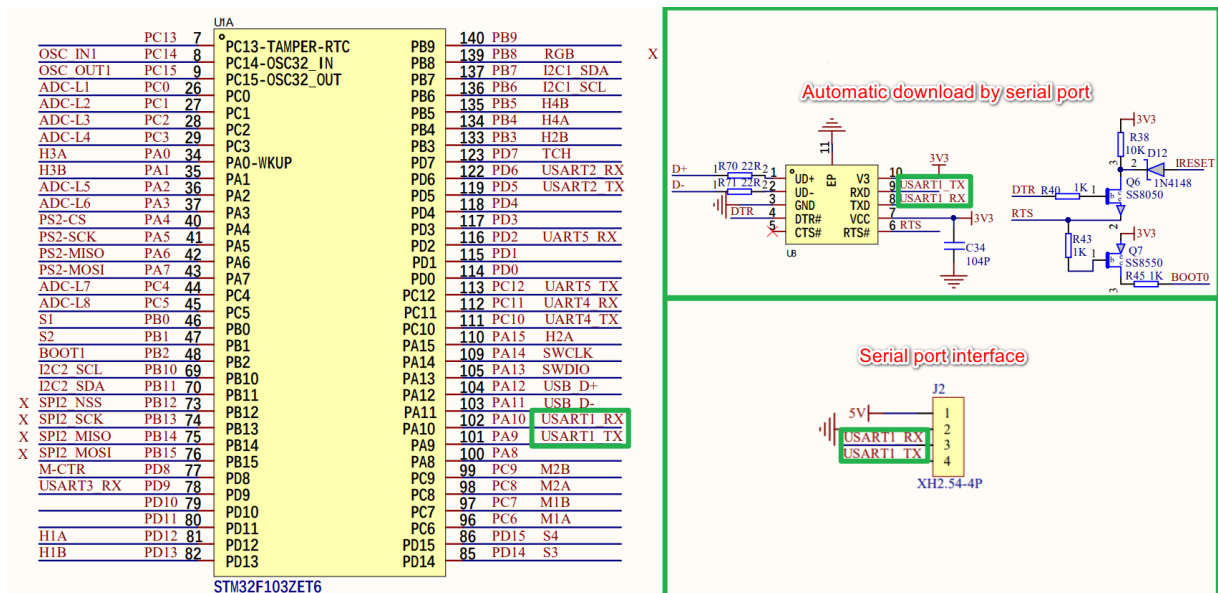 U1A
PC13 7 PC13-TAMPER-RTC PB9 140 PB9
OSC_IN1 PC14 8 PC14-OSC32_IN PB8 139 PB8 RGB X
OSC_OUT1 PC15 9 PC15-OSC32_OUT PB7 137 PB7 I2C1_SDA
ADC-L1 PC0 26 PC0 PB6 136 PB6 I2C1_SCL
ADC-L2 PC1 27 PC1 PB5 135 PB5 H4B
ADC-L3 PC2 28 PC2 PB4 134 PB4 H4A
ADC-L4 PC3 29 PC3 PB3 133 PB3 H2B
H3A PA0 34 PA0-WKUP PD7 123 PD7 TCH
H3B PA1 35 PA1 PD6 122 PD6 USART2_RX
ADC-L5 PA2 36 PA2 PD5 119 PD5 USART2_TX
ADC-L6 PA3 37 PA3 PD4 118 PD4
PS2-CS PA4 40 PA4 PD3 117 PD3
PS2-SCK PA5 41 PA5 PD2 116 PD2 UART5_RX
PS2-MISO PA6 42 PA6 PD1 115 PD1
PS2-MOSI PA7 43 PA7 PD0 114 PD0
ADC-L7 PC4 44 PC4 PC12 113 PC12 UART5_TX
ADC-L8 PC5 45 PC5 PC11 112 PC11 UART4_RX
S1 PB0 46 PB0 PC10 111 PC10 UART4_TX
S2 PB1 47 PB1 PA15 110 PA15 H2A
BOOT1 PB2 48 PB2 PA14 109 PA14 SWCLK
I2C2_SCL PB10 69 PB10 PA13 105 PA13 SWDIO
I2C2_SDA PB11 70 PB11 PA12 104 PA12 USB_D+
X SPI2_NSS PB12 73 PB12 PA11 103 PA11 USB_D-
X SPI2_SCK PB13 74 PB13 PA10 102 PA10 USART1_RX
X SPI2_MISO PB14 75 PB14 PA9 101 PA9 USART1_TX
X SPI2_MOSI PB15 76 PB15 PA8 100 PA8
M-CTR PD8 77 PD8 PC9 99 PC9 M2B
USART3_RX PD9 78 PD9 PC8 98 PC8 M2A
PD10 79 PD10 PC7 97 PC7 M1B
PD11 80 PD11 PC6 96 PC6 M1A
H1A PD12 81 PD12 PD15 86 PD15 S4
H1B PD13 82 PD13 PD14 85 PD14 S3
STM32F103ZET6
Automatic download by serial port
11
EP
3V3
D+ 1 R70 22R 2 1 UD+ V3 10
D- 1 R71 22R 2 2 UD- RXD 9 USART1_TX
3 GND TXD 8 USART1_RX
DTR 4 DTR# VCC 7 3V3
5 CTS# RTS# 6 RTS
U8
C34
104P
3V3
R38
10K
D12
3 2 1 IRESET
1N4148
Q6
SS8050
DTR R40 1K 1
RTS
2
3V3
R43
1K
1
2
Q7
SS8550
R45 1K BOOT0
3
Serial port interface
J2
5V 1
2
USART1_RX 3
USART1_TX 4
XH2.54-4P